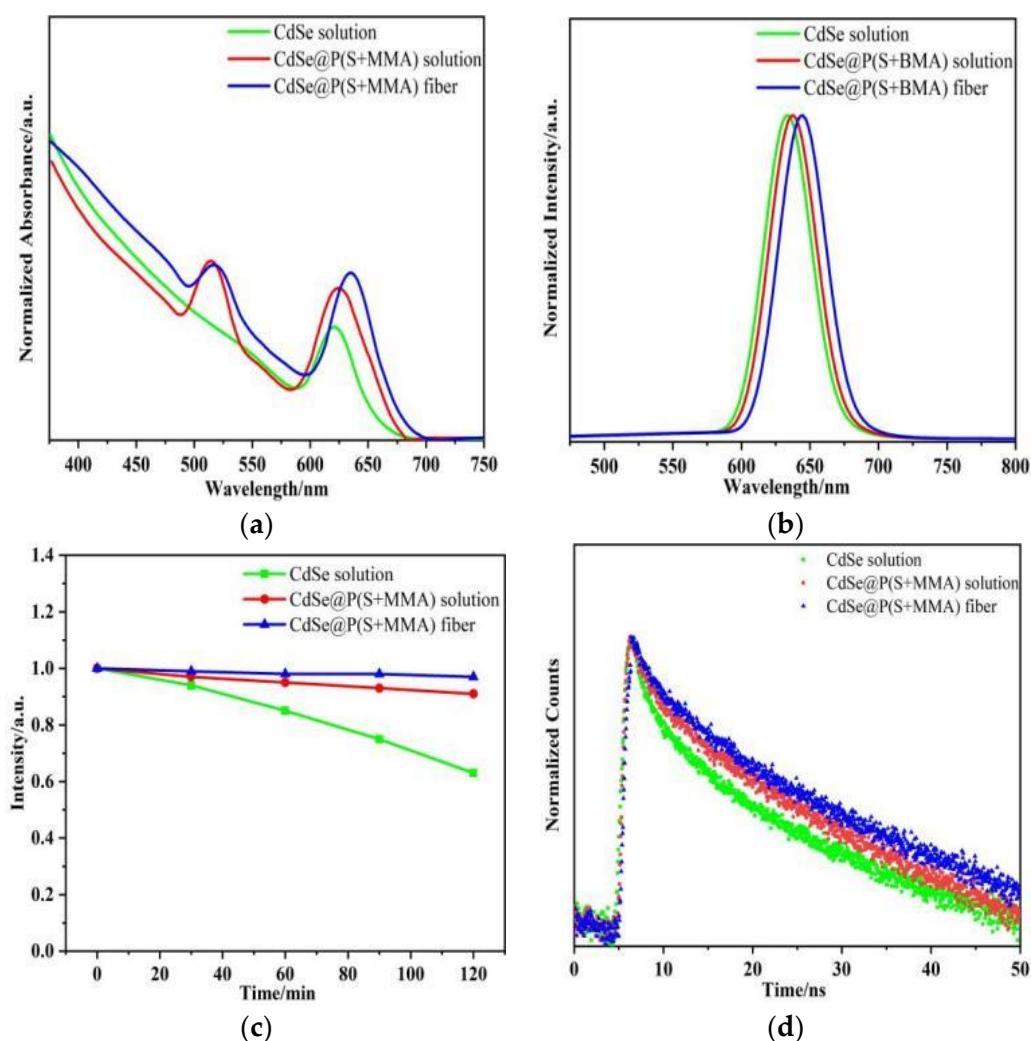 CdSe solution
CdSe@P(S+MMA) solution
CdSe@P(S+MMA) fiber
Normalized Absorbance/a.u.
400 450 500 550 600 650 700 750
Wavelength/nm
(a)
CdSe solution
CdSe@P(S+BMA) solution
CdSe@P(S+BMA) fiber
Normalized Intensity/a.u.
500 550 600 650 700 750 800
Wavelength/nm
(b)
CdSe solution
CdSe@P(S+MMA) solution
CdSe@P(S+MMA) fiber
Intensity/a.u.
1.4
1.2
1.0
0.8
0.6
0.4
0.2
0.0
0 20 40 60 80 100 120
Time/min
(c)
CdSe solution
CdSe@P(S+MMA) solution
CdSe@P(S+MMA) fiber
Normalized Counts
0 10 20 30 40 50
Time/ns
(d)